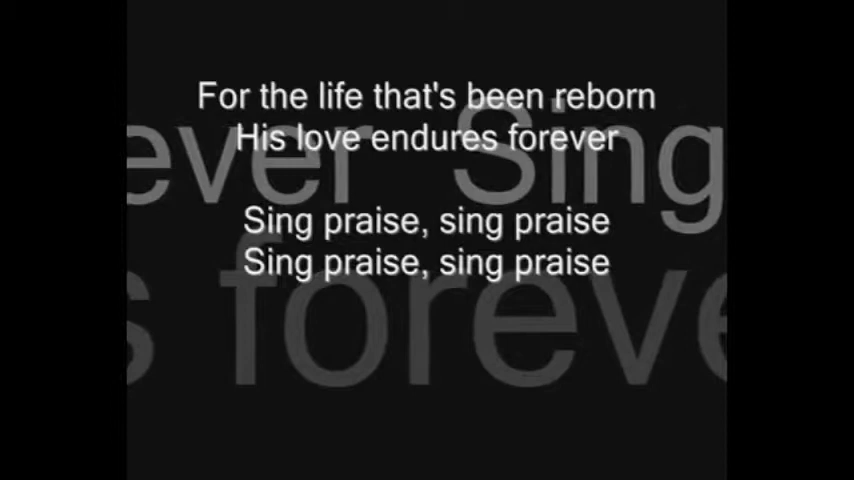 For the life that's been reborn
His love endures forever
ever Sing
Sing praise, sing praise
Sing praise, sing praise
s forever